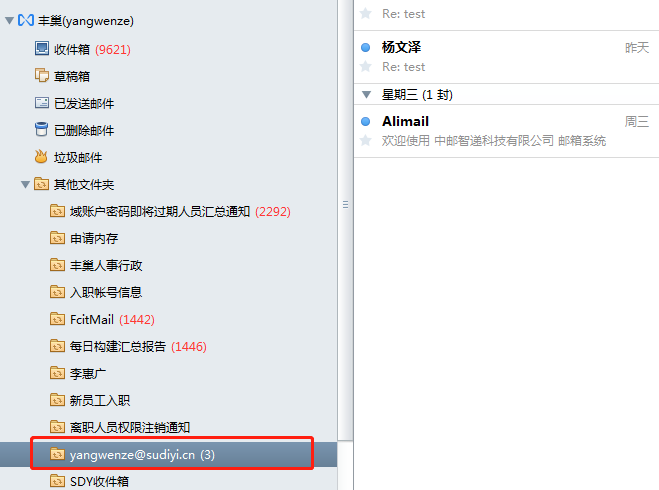 丰巢(yangwenze)
收件箱 (9621)
草稿箱
已发送邮件
已删除邮件
垃圾邮件
其他文件夹
域账户密码即将过期人员汇总通知 (2292)
申请内存
丰巢人事行政
入职帐号信息
FcitMail (1442)
每日构建汇总报告 (1446)
李惠广
新员工入职
离职人员权限注销通知
yangwenze@sudiyi.cn (3)
SDY收件箱
Re: test
杨文泽 昨天
Re: test
星期三 (1 封)
Alimail 周三
欢迎使用 中邮智递科技有限公司 邮箱系统